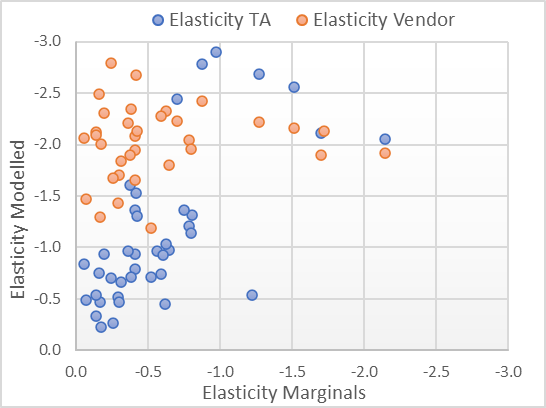 Elasticity TA Elasticity Vendor
-3.0
-2.5
-2.0
-1.5
-1.0
-0.5
0.0
Elasticity Modelled
0.0 -0.5 -1.0 -1.5 -2.0 -2.5 -3.0
Elasticity Marginals